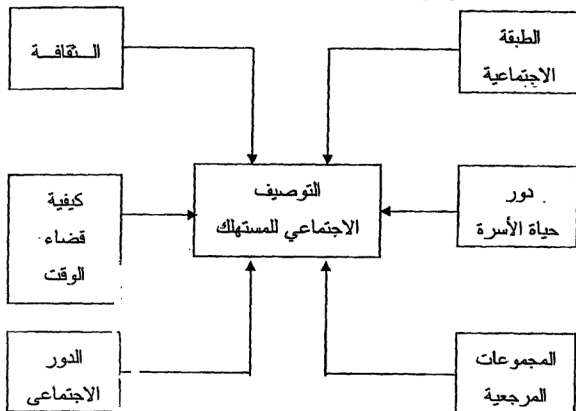 الطبقة
الاجتماعية
الثقافة
التوصيف
الاجتماعي للمستهلك
دور
حياة الأسرة
كيفية
قضاء
الوقت
المجموعات
المرجعية
الدور
الاجتماعي